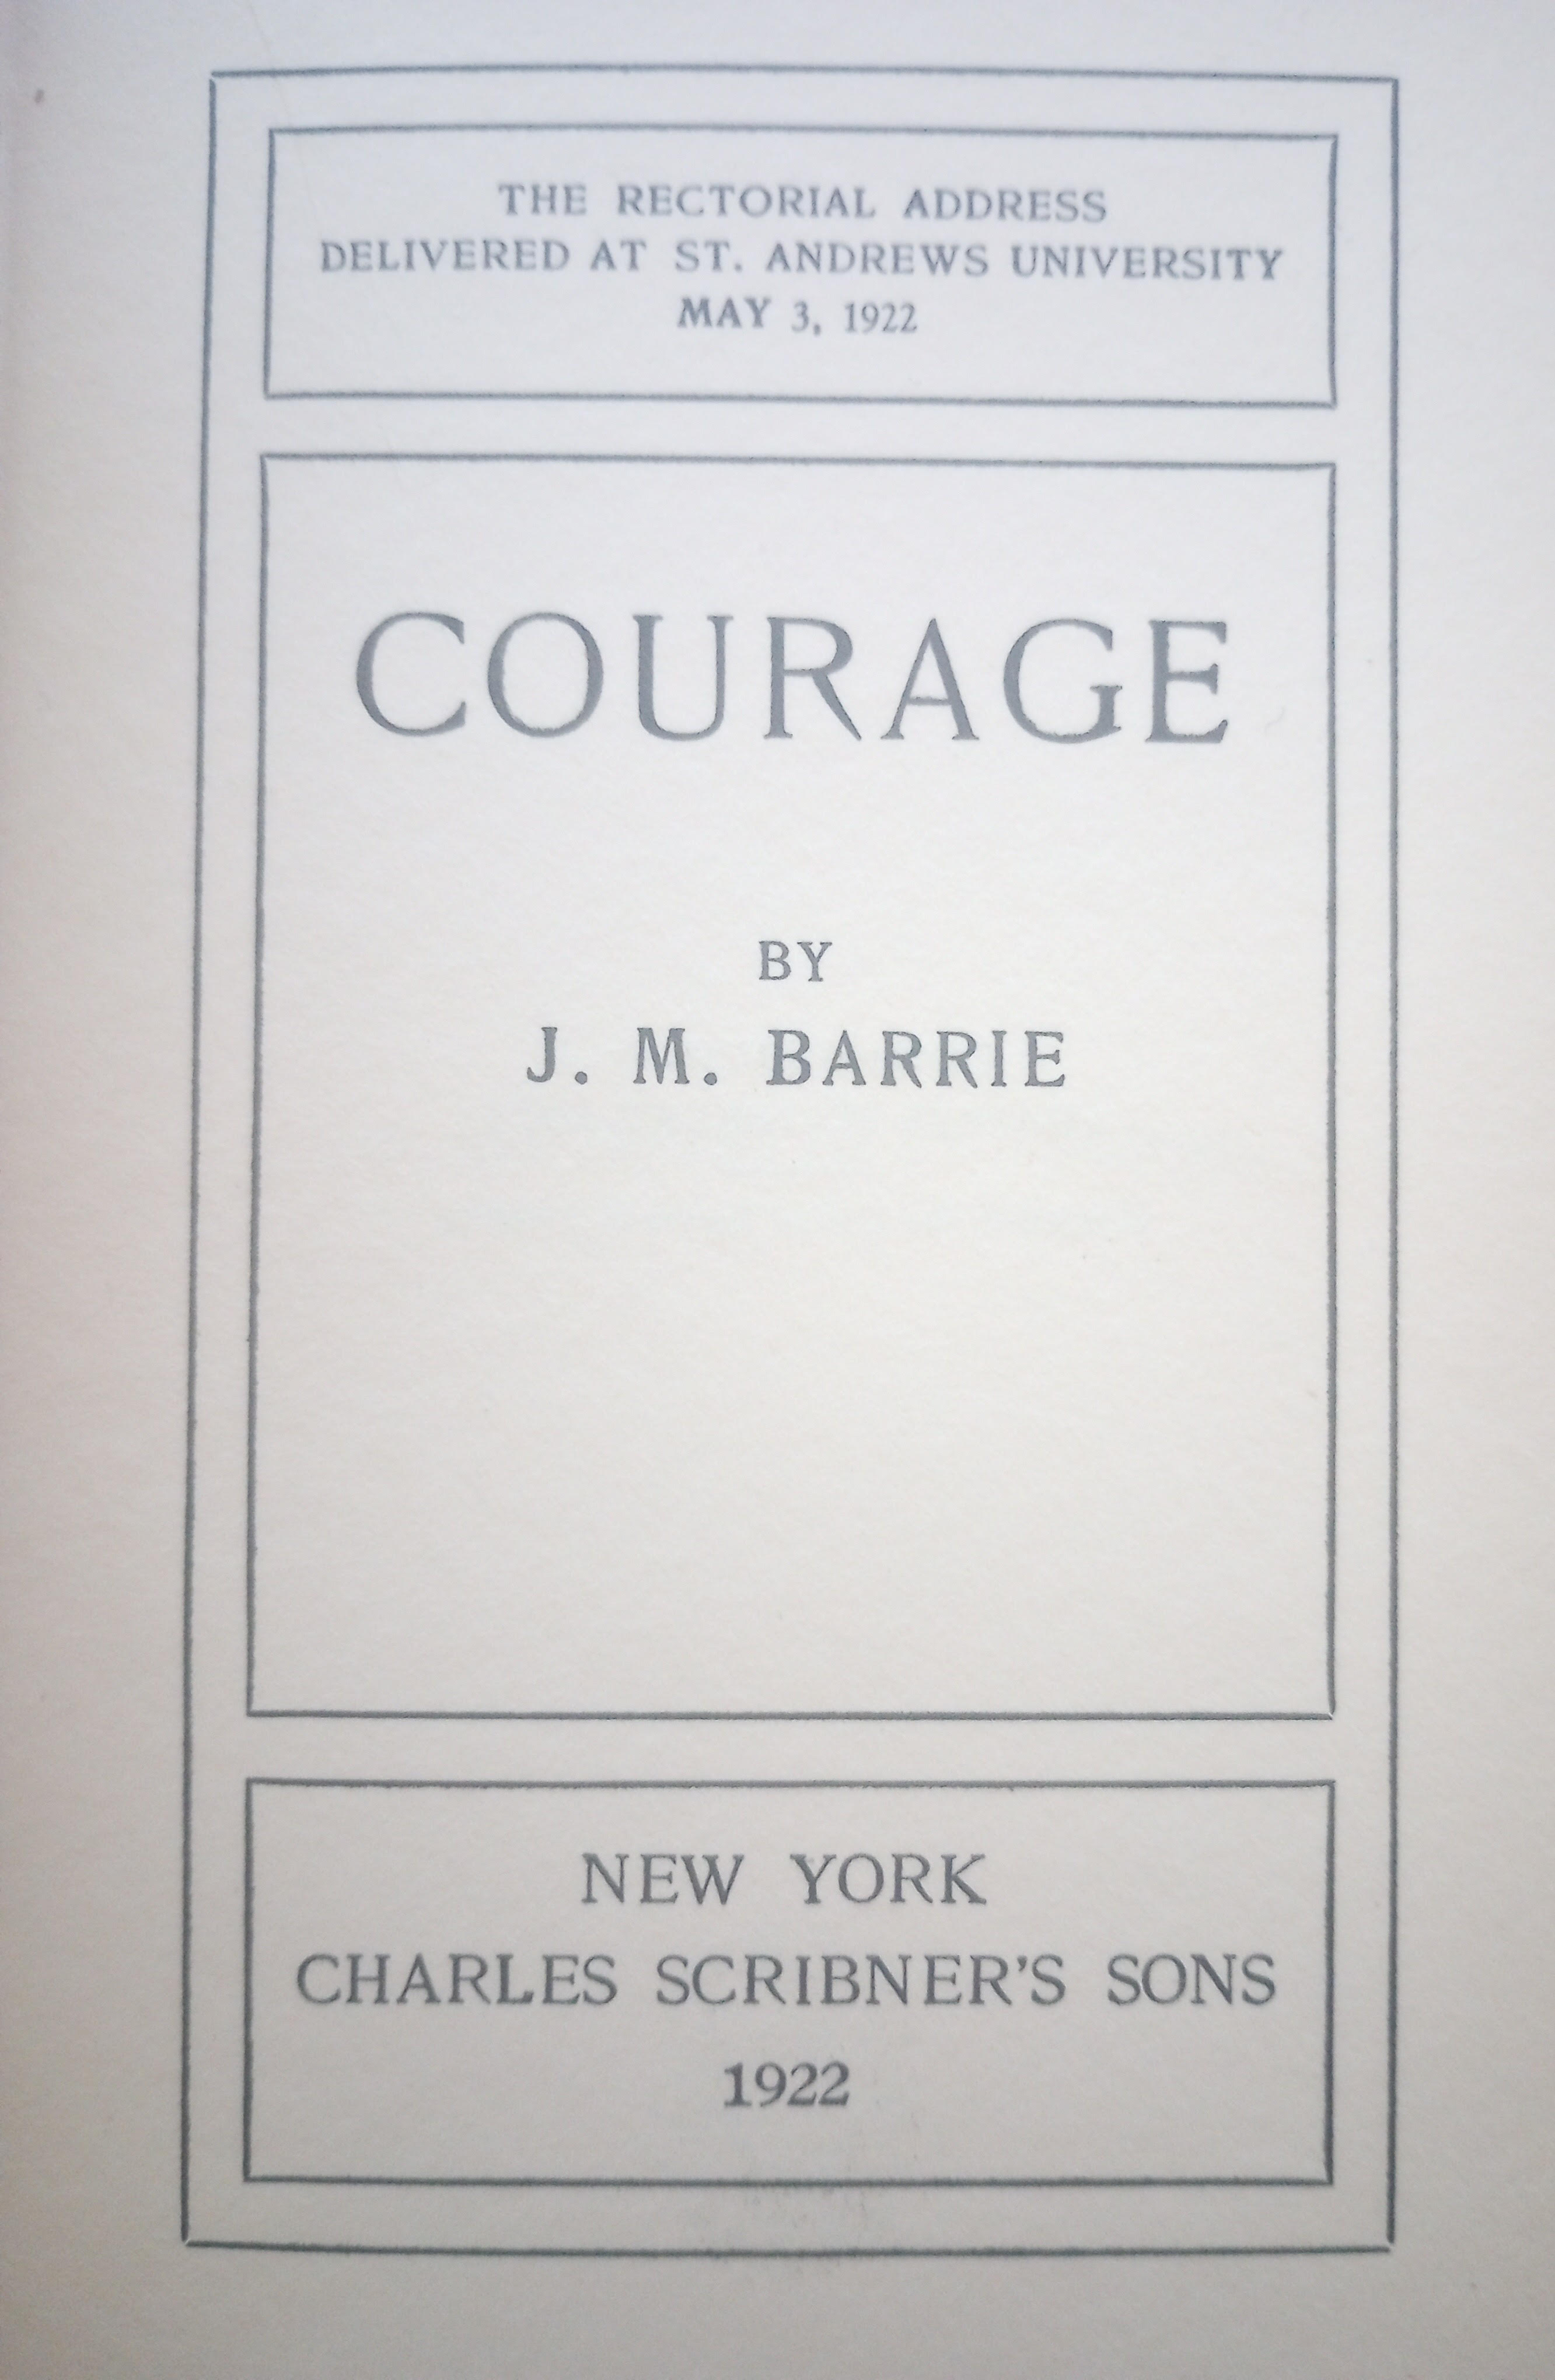 THE RECTORIAL ADDRESS
DELIVERED AT ST. ANDREWS UNIVERSITY
MAY 3, 1922
COURAGE
BY
J. M. BARRIE
NEW YORK
CHARLES SCRIBNER'S SONS
1922